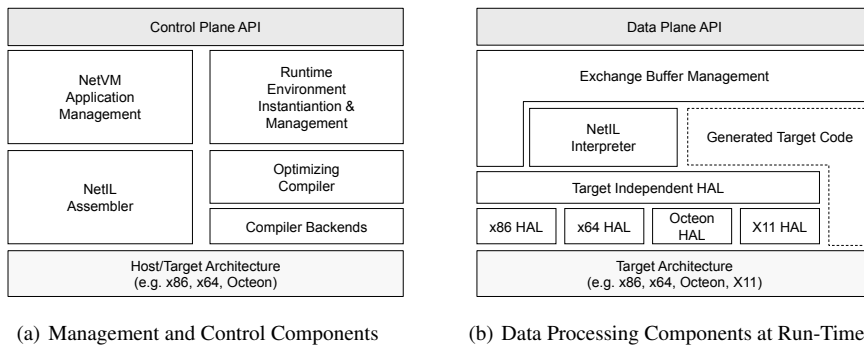 Control Plane API
NetVM
Application
Management
Runtime
Environment
Instantiantion &
Management
NetIL
Assembler
Optimizing
Compiler
Compiler Backends
Host/Target Architecture
(e.g. x86, x64, Octeon)
(a) Management and Control Components
Data Plane API
Exchange Buffer Management
NetIL
Interpreter
Generated Target Code
Target Independent HAL
x86 HAL
x64 HAL
Octeon
HAL
X11 HAL
Target Architecture
(e.g. x86, x64, Octeon, X11)
(b) Data Processing Components at Run-Time